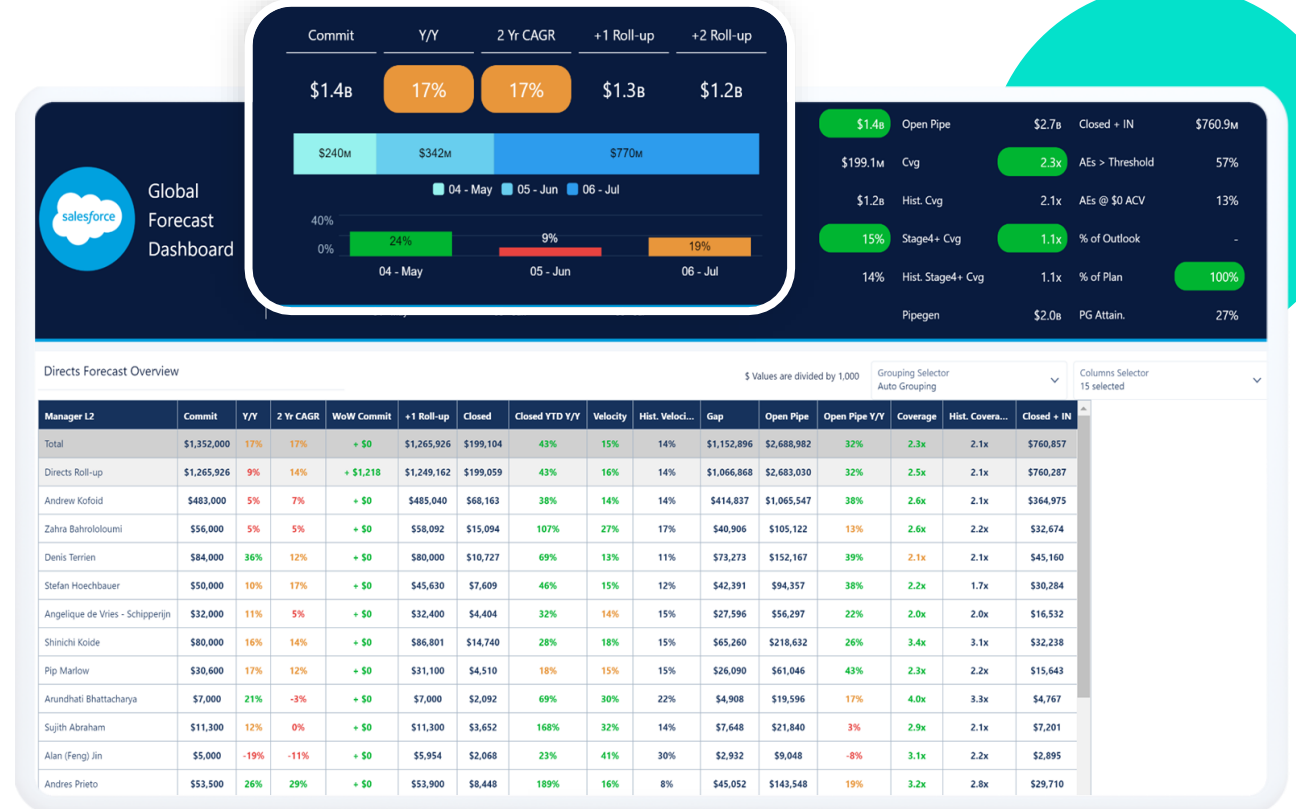 Commit Y/Y 2 Yr CAGR +1 Roll-up +2 Roll-up
$1.4B 17% 17% $1.3B $1.2B
$240M $342M $770M
04 - May 05 - Jun 06 - Jul
40%
0%
24% 9% 19%
04 - May 05 - Jun 06 - Jul
salesforce
Global
Forecast
Dashboard
$1.4B Open Pipe $2.7B Closed + IN $760.9M
$199.1M Cvg 2.3x AEs > Threshold 57%
$1.2B Hist. Cvg 2.1x AEs @ $0 ACV 13%
15% Stage4+ Cvg 1.1x % of Outlook -
14% Hist. Stage4+ Cvg 1.1x % of Plan 100%
Pipegen $2.0B PG Attain. 27%
Directs Forecast Overview
$ Values are divided by 1,000
Grouping Selector
Auto Grouping
Columns Selector
15 selected
Manager L2 Commit Y/Y 2 Yr CAGR WoW Commit +1 Roll-up Closed Closed YTD Y/Y Velocity Hist. Veloci... Gap Open Pipe Open Pipe Y/Y Coverage Hist. Covera... Closed + IN
Total $1,352,000 17% 17% + $0 $1,265,926 $199,104 43% 15% 14% $1,152,896 $2,688,982 32% 2.3x 2.1x $760,857
Directs Roll-up $1,265,926 9% 14% + $1,218 $1,249,162 $199,059 43% 16% 14% $1,066,868 $2,683,030 32% 2.5x 2.1x $760,287
Andrew Kofoid $483,000 5% 7% + $0 $485,040 $68,163 38% 14% 14% $414,837 $1,065,547 38% 2.6x 2.1x $364,975
Zahra Bahrololoumi $56,000 5% 5% + $0 $58,092 $15,094 107% 27% 17% $40,906 $105,122 13% 2.6x 2.2x $32,674
Denis Terrien $84,000 36% 12% + $0 $80,000 $10,727 69% 13% 11% $73,273 $152,167 39% 2.1x 2.1x $45,160
Stefan Hoechbauer $50,000 10% 17% + $0 $45,630 $7,609 46% 15% 12% $42,391 $94,357 38% 2.2x 1.7x $30,284
Angelique de Vries - Schipperijn $32,000 11% 5% + $0 $32,400 $4,404 32% 14% 15% $27,596 $56,297 22% 2.0x 2.0x $16,532
Shinichi Koide $80,000 16% 14% + $0 $86,801 $14,740 28% 18% 15% $65,260 $218,632 26% 3.4x 3.1x $32,238
Pip Marlow $30,600 17% 12% + $0 $31,100 $4,510 18% 15% 15% $26,090 $61,046 43% 2.3x 2.2x $15,643
Arundhati Bhattacharya $7,000 21% -3% + $0 $7,000 $2,092 69% 30% 22% $4,908 $19,596 17% 4.0x 3.3x $4,767
Sujith Abraham $11,300 12% 0% + $0 $11,300 $3,652 168% 32% 14% $7,648 $21,840 3% 2.9x 2.1x $7,201
Alan (Feng) Jin $5,000 -19% -11% + $0 $5,954 $2,068 23% 41% 30% $2,932 $9,048 -8% 3.1x 2.2x $2,895
Andres Prieto $53,500 26% 29% + $0 $53,900 $8,448 189% 16% 8% $45,052 $143,548 19% 3.2x 2.8x $29,710